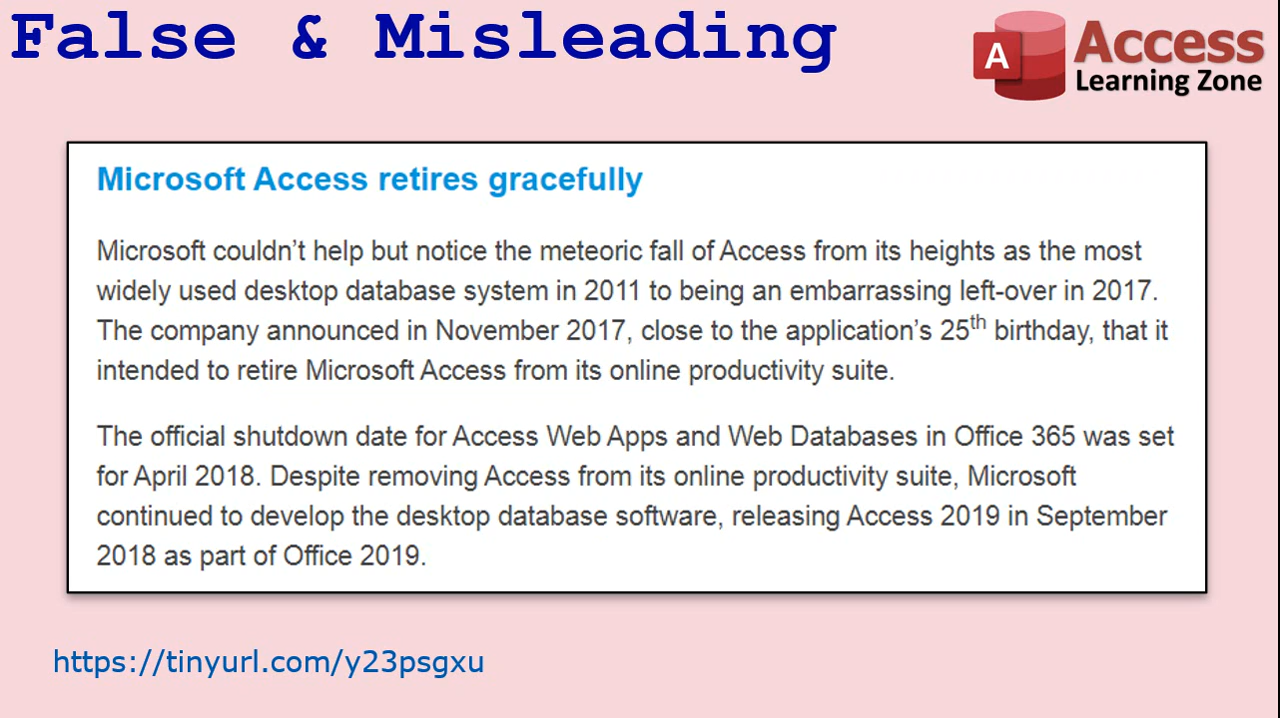 False & Misleading
A Access
Learning Zone
Microsoft Access retires gracefully
Microsoft couldn’t help but notice the meteoric fall of Access from its heights as the most
widely used desktop database system in 2011 to being an embarrassing left-over in 2017.
The company announced in November 2017, close to the application’s 25th birthday, that it
intended to retire Microsoft Access from its online productivity suite.
The official shutdown date for Access Web Apps and Web Databases in Office 365 was set
for April 2018. Despite removing Access from its online productivity suite, Microsoft
continued to develop the desktop database software, releasing Access 2019 in September
2018 as part of Office 2019.
https://tinyurl.com/y23psgxu